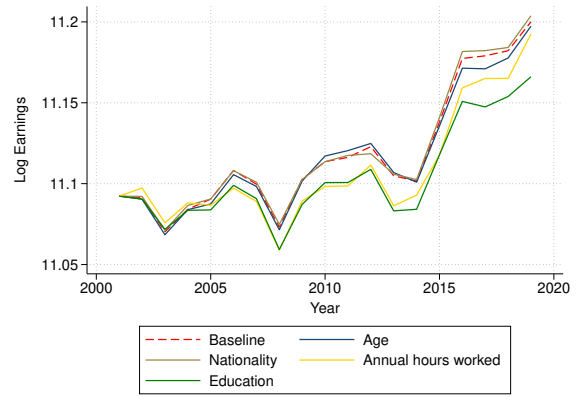 11.2
11.15
11.1
11.05
Log Earnings
2000 2005 2010 2015 2020
Year
Baseline Age
Nationality Annual hours worked
Education